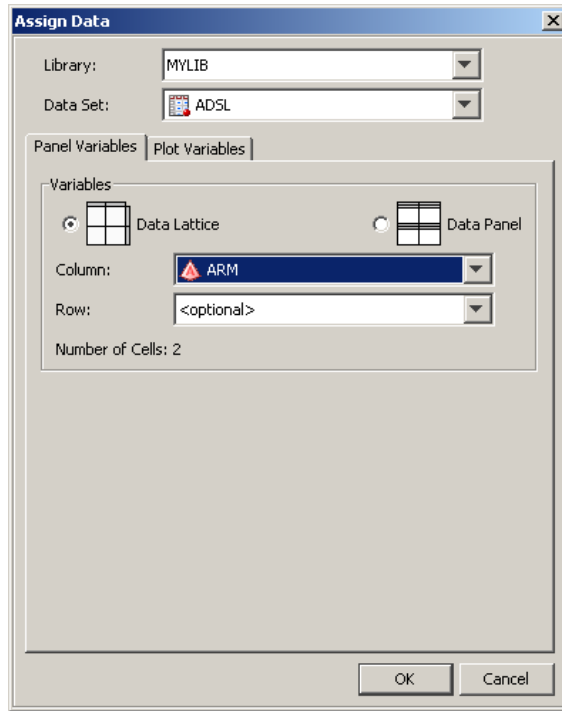 Assign Data
Library: MYLIB
Data Set: ADSL
Panel Variables Plot Variables
Variables
Data Lattice Data Panel
Column: ARM
Row: <optional>
Number of Cells: 2
OK Cancel